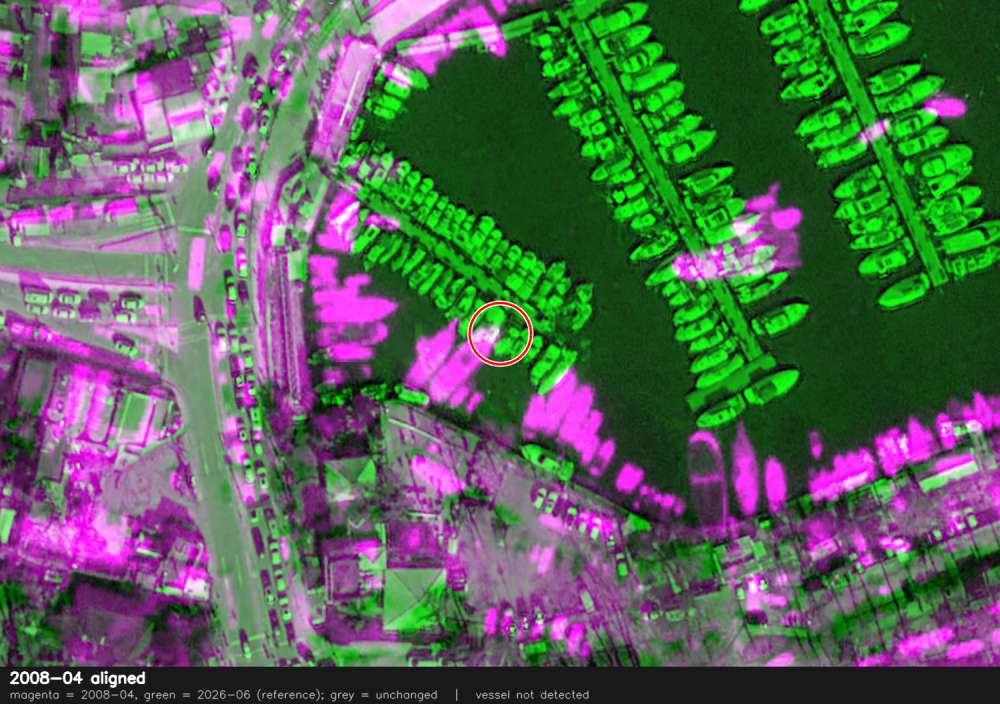 2008-04 aligned
magenta = 2008-04, green = 2026-06 (reference); grey = unchanged | vessel not detected